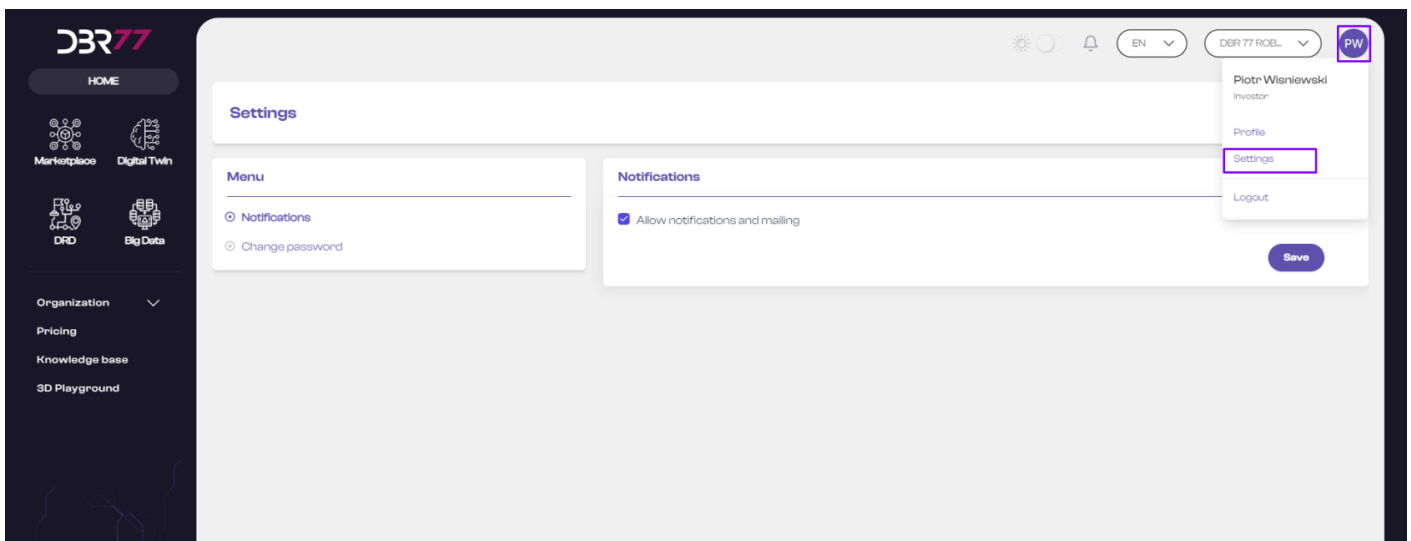 DBR77
HOME
Marketplace
Digital Twin
DRD
Big Data
Organization
Pricing
Knowledge base
3D Playground
EN
DBR 77 ROB...
PW
Piotr Wisniewski
Investor
Profile
Settings
Logout
Settings
Menu
Notifications
Change password
Notifications
Allow notifications and mailing
Save